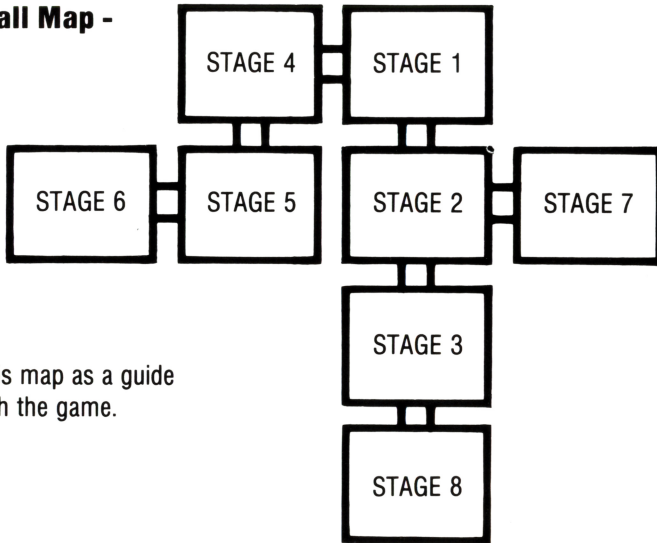 all Map -
STAGE 4 STAGE 1
STAGE 6 STAGE 5 STAGE 2 STAGE 7
STAGE 3
s map as a guide
h the game.
STAGE 8